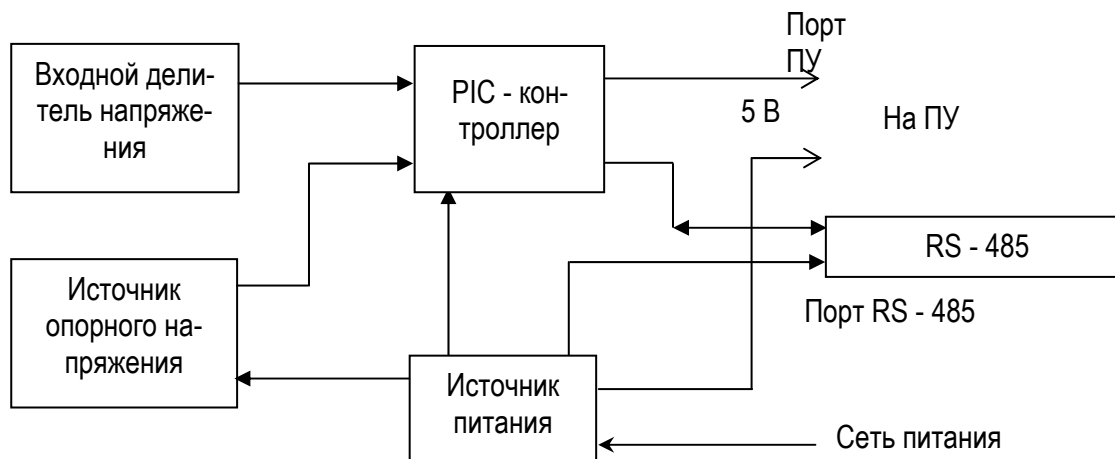 Порт
ПУ
Входной дели-
тель напряже-
ния
PIC - кон-
троллер
5 В
На ПУ
RS - 485
Источник
опорного на-
пряжения
Порт RS - 485
Источник
питания
Сеть питания